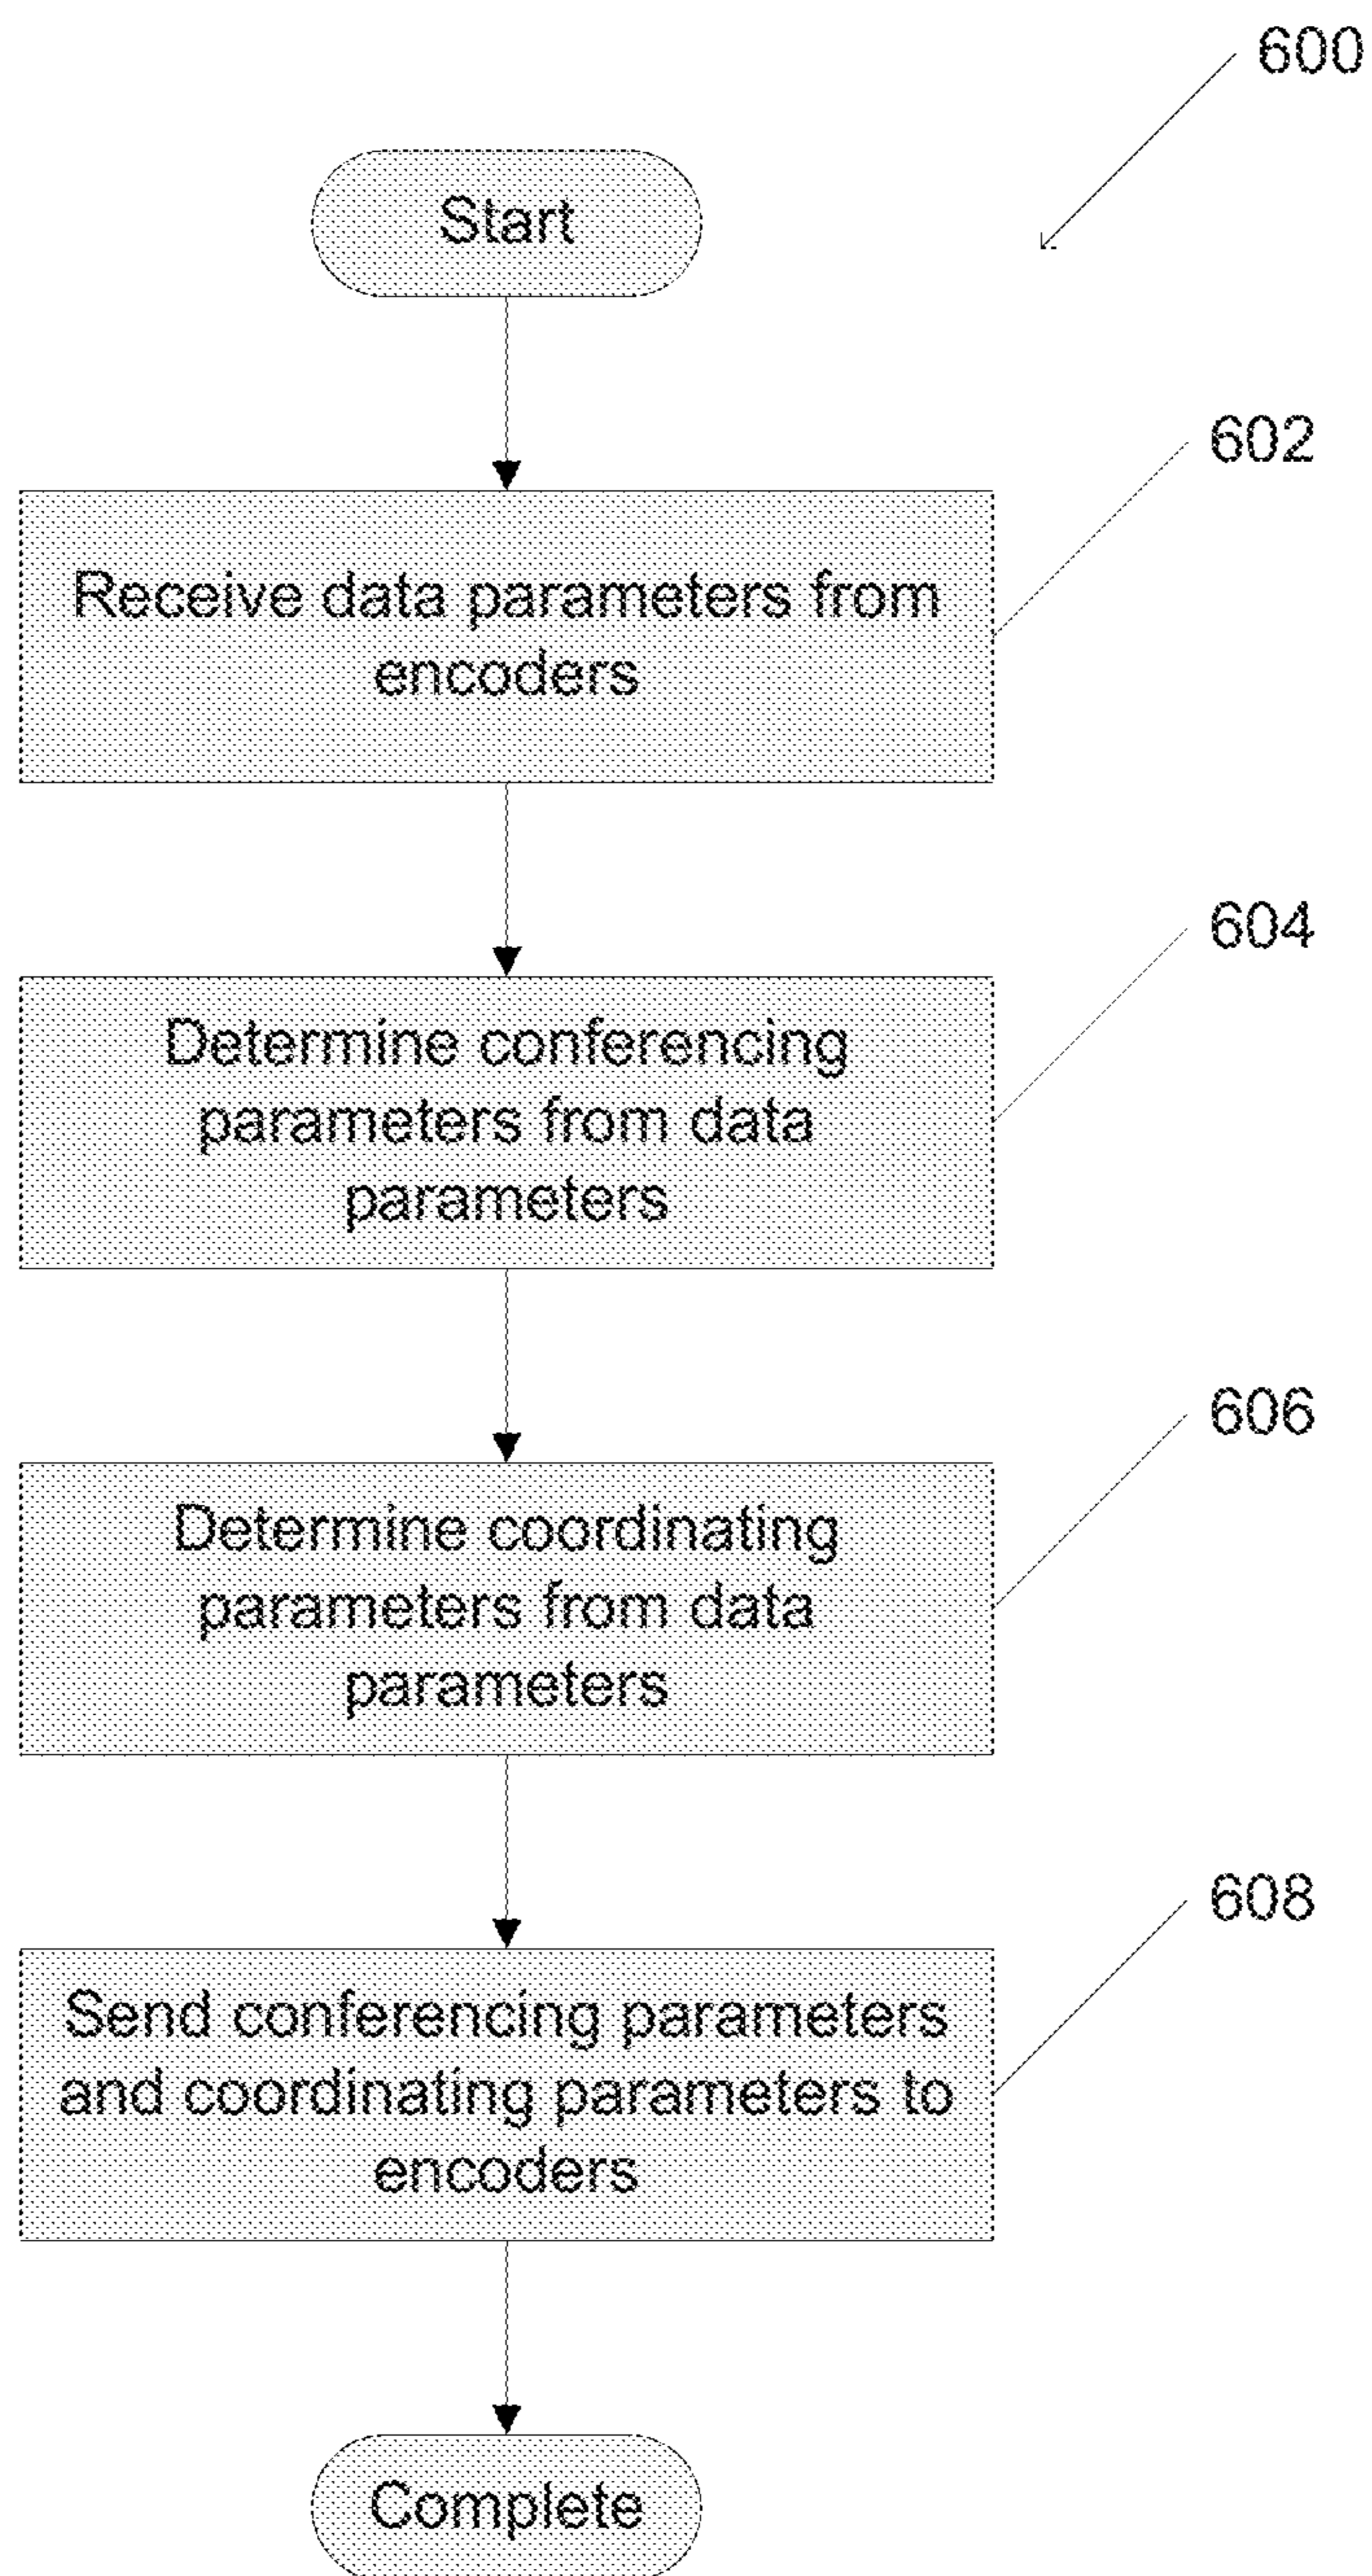 600
Start
602
Receive data parameters from
encoders
604
Determine conferencing
parameters from data
parameters
606
Determine coordinating
parameters from data
parameters
608
Send conferencing parameters
and coordinating parameters to
encoders
Complete